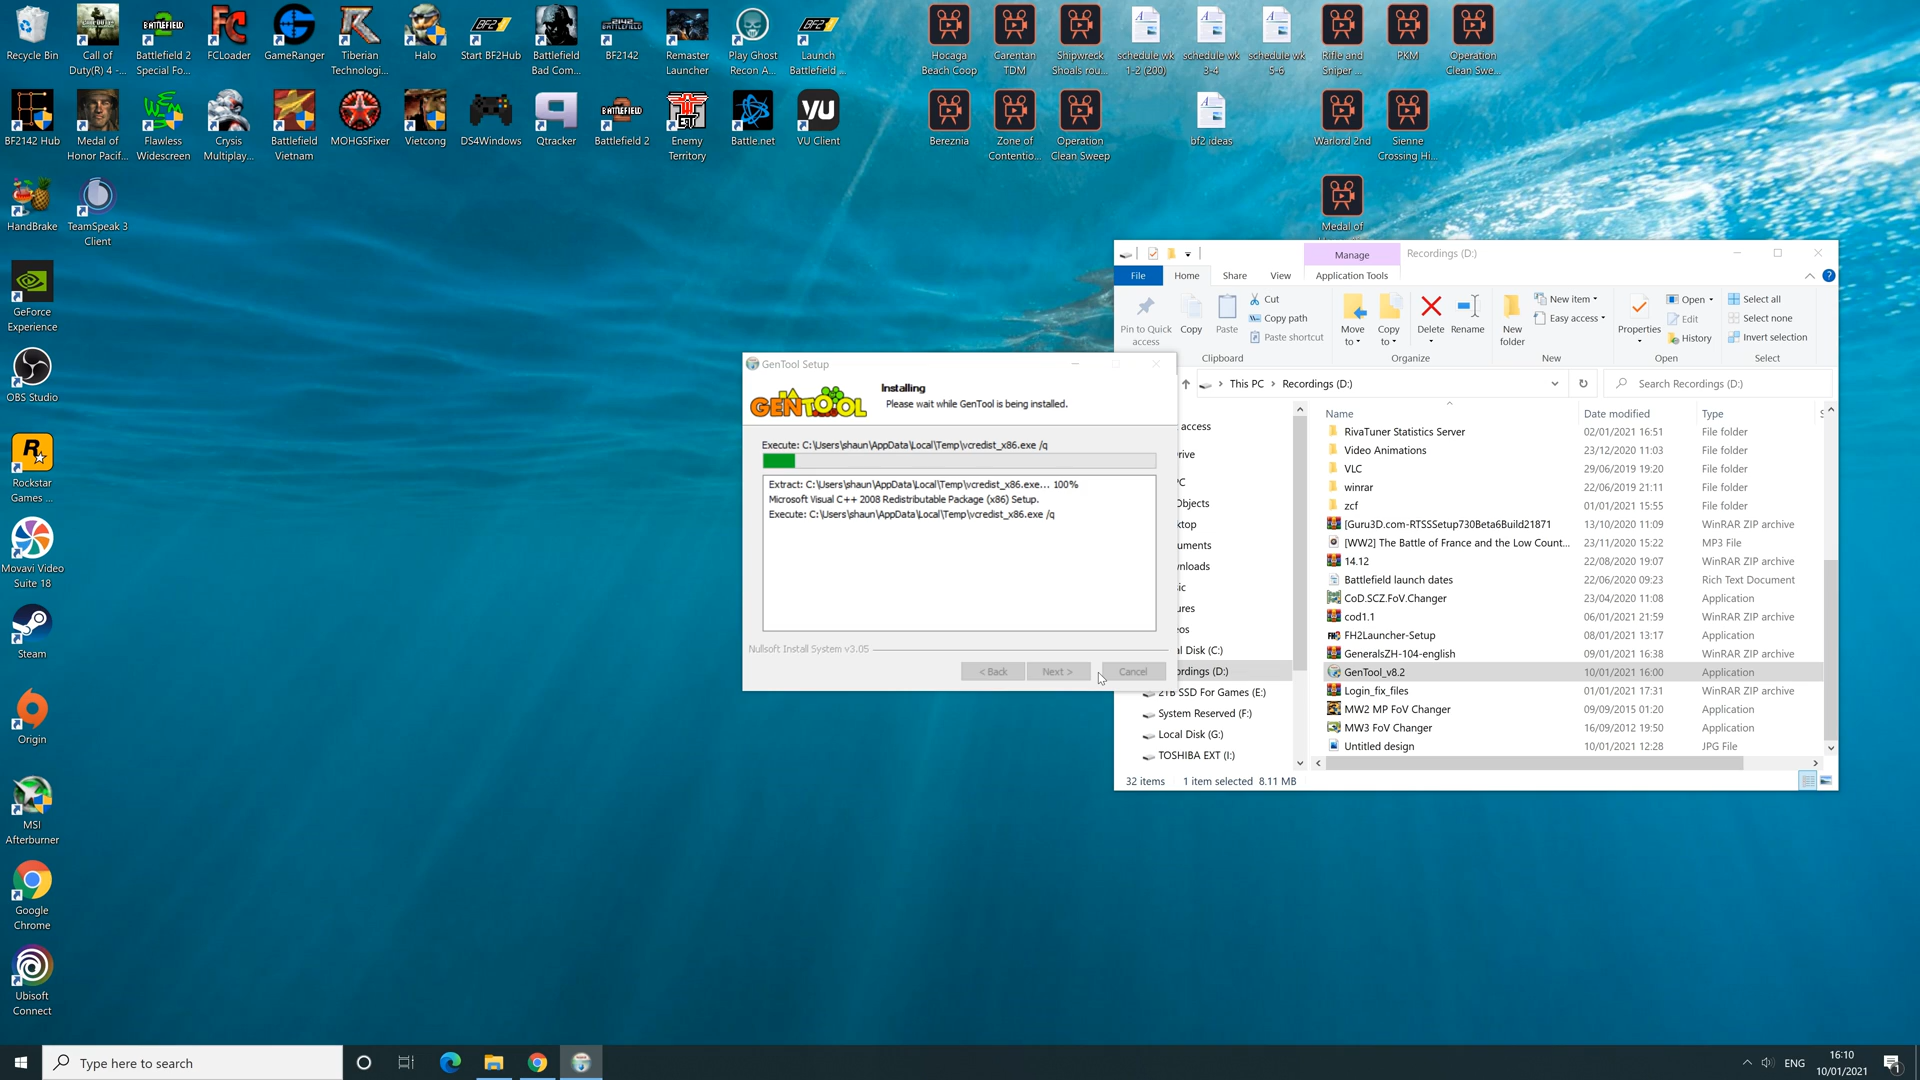 Recycle Bin
Call of
Duty(R) 4 -...
Battlefield 2
Special Fo...
FCLoader
GameRanger
Tiberian
Technologi...
Halo
Start BF2Hub
Battlefield
Bad Com...
BF2142
Remaster
Launcher
Play Ghost
Recon A...
Launch
Battlefield ...
Hocaga
Beach Coop
Carentan
TDM
Shipwreck
Shoals rou...
schedule wk
1-2 (200)
schedule wk
3-4
schedule wk
5-6
Rifle and
Sniper ...
PKM
Operation
Clean Swe...
BF2142 Hub
Medal of
Honor Pacif...
Flawless
Widescreen
Crysis
Multiplay...
Battlefield
Vietnam
MOHGSFixer
Vietcong
DS4Windows
Qtracker
Battlefield 2
Enemy
Territory
Battle.net
VU Client
Bereznia
Zone of
Contentio...
Operation
Clean Sweep
bf2 ideas
Warlord 2nd
Sienne
Crossing Hi...
HandBrake
TeamSpeak 3
Client
Medal of
GeForce
Experience
OBS Studio
Rockstar
Games ...
Movavi Video
Suite 18
Steam
Origin
MSI
Afterburner
Google
Chrome
Ubisoft
Connect
Manage
Recordings (D:)
File
Home
Share
View
Application Tools
Pin to Quick
access
Copy
Paste
Cut
Copy path
Paste shortcut
Clipboard
Move
to
Copy
to
Delete
Rename
Organize
New
folder
New item
Easy access
New
Properties
Open
Edit
History
Open
Select all
Select none
Invert selection
Select
This PC
Recordings (D:)
Search Recordings (D:)
access
rive
PC
Objects
ktop
uments
wnloads
sic
ures
eos
al Disk (C:)
ordings (D:)
2TB SSD For Games (E:)
System Reserved (F:)
Local Disk (G:)
TOSHIBA EXT (I:)
Name Date modified Type
RivaTuner Statistics Server 02/01/2021 16:51 File folder
Video Animations 23/12/2020 11:03 File folder
VLC 29/06/2019 19:20 File folder
winrar 22/06/2019 21:11 File folder
zcf 01/01/2021 15:55 File folder
[Guru3D.com-RTSSSetup730Beta6Build21871 13/10/2020 11:09 WinRAR ZIP archive
[WW2] The Battle of France and the Low Count... 23/11/2020 15:22 MP3 File
14.12 22/08/2020 19:07 WinRAR ZIP archive
Battlefield launch dates 22/06/2020 09:23 Rich Text Document
CoD.SCZ.FoV.Changer 23/04/2020 11:08 Application
cod1.1 06/01/2021 21:59 WinRAR ZIP archive
FH2Launcher-Setup 08/01/2021 13:17 Application
GeneralsZH-104-english 09/01/2021 16:38 WinRAR ZIP archive
GenTool_v8.2 10/01/2021 16:00 Application
Login_fix_files 01/01/2021 17:31 WinRAR ZIP archive
MW2 MP FoV Changer 09/09/2015 01:20 Application
MW3 FoV Changer 16/09/2012 19:50 Application
Untitled design 10/01/2021 12:28 JPG File
32 items 1 item selected 8.11 MB
GenTool Setup
GENTOOL
Installing
Please wait while GenTool is being installed.
Execute: C:\Users\shaun\AppData\Local\Temp\vcredist_x86.exe /q
Extract: C:\Users\shaun\AppData\Local\Temp\vcredist_x86.exe... 100%
Microsoft Visual C++ 2008 Redistributable Package (x86) Setup.
Execute: C:\Users\shaun\AppData\Local\Temp\vcredist_x86.exe /q
Nullsoft Install System v3.05
< Back
Next >
Cancel
Type here to search
ENG
16:10
10/01/2021
1